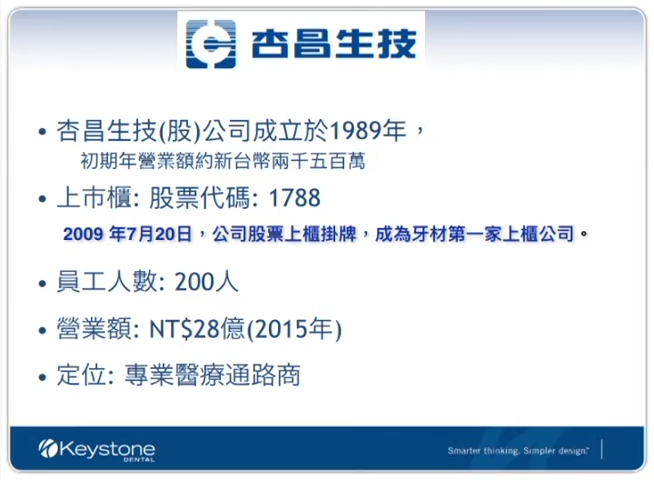 杏昌生技
• 杏昌生技(股)公司成立於1989年，
初期年營業額約新台幣兩千五百萬
• 上市櫃: 股票代碼: 1788
2009 年7月20日，公司股票上櫃掛牌，成為牙材第一家上櫃公司。
• 員工人數: 200人
• 營業額: NT$28億(2015年)
• 定位: 專業醫療通路商
Keystone
DENTAL
Smarter thinking. Simpler design.™